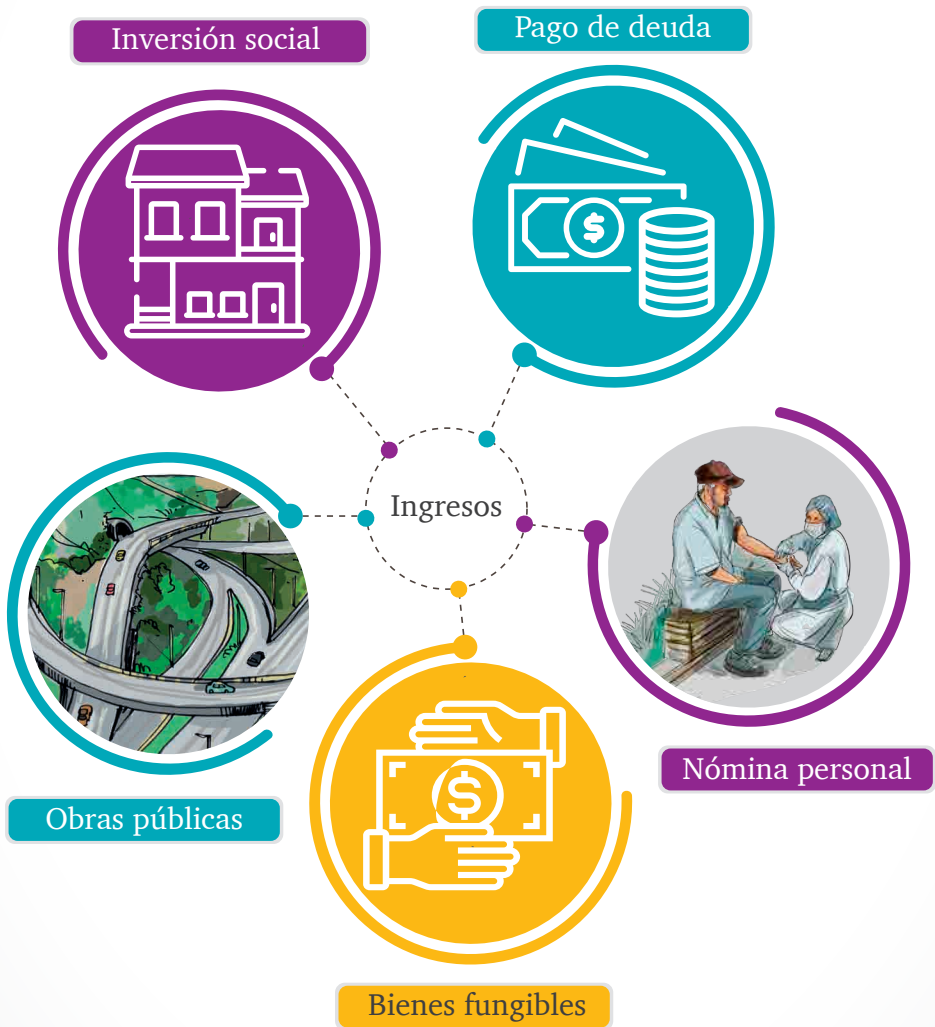 Inversión social
Pago de deuda
Ingresos
Nómina personal
Obras públicas
Bienes fungibles